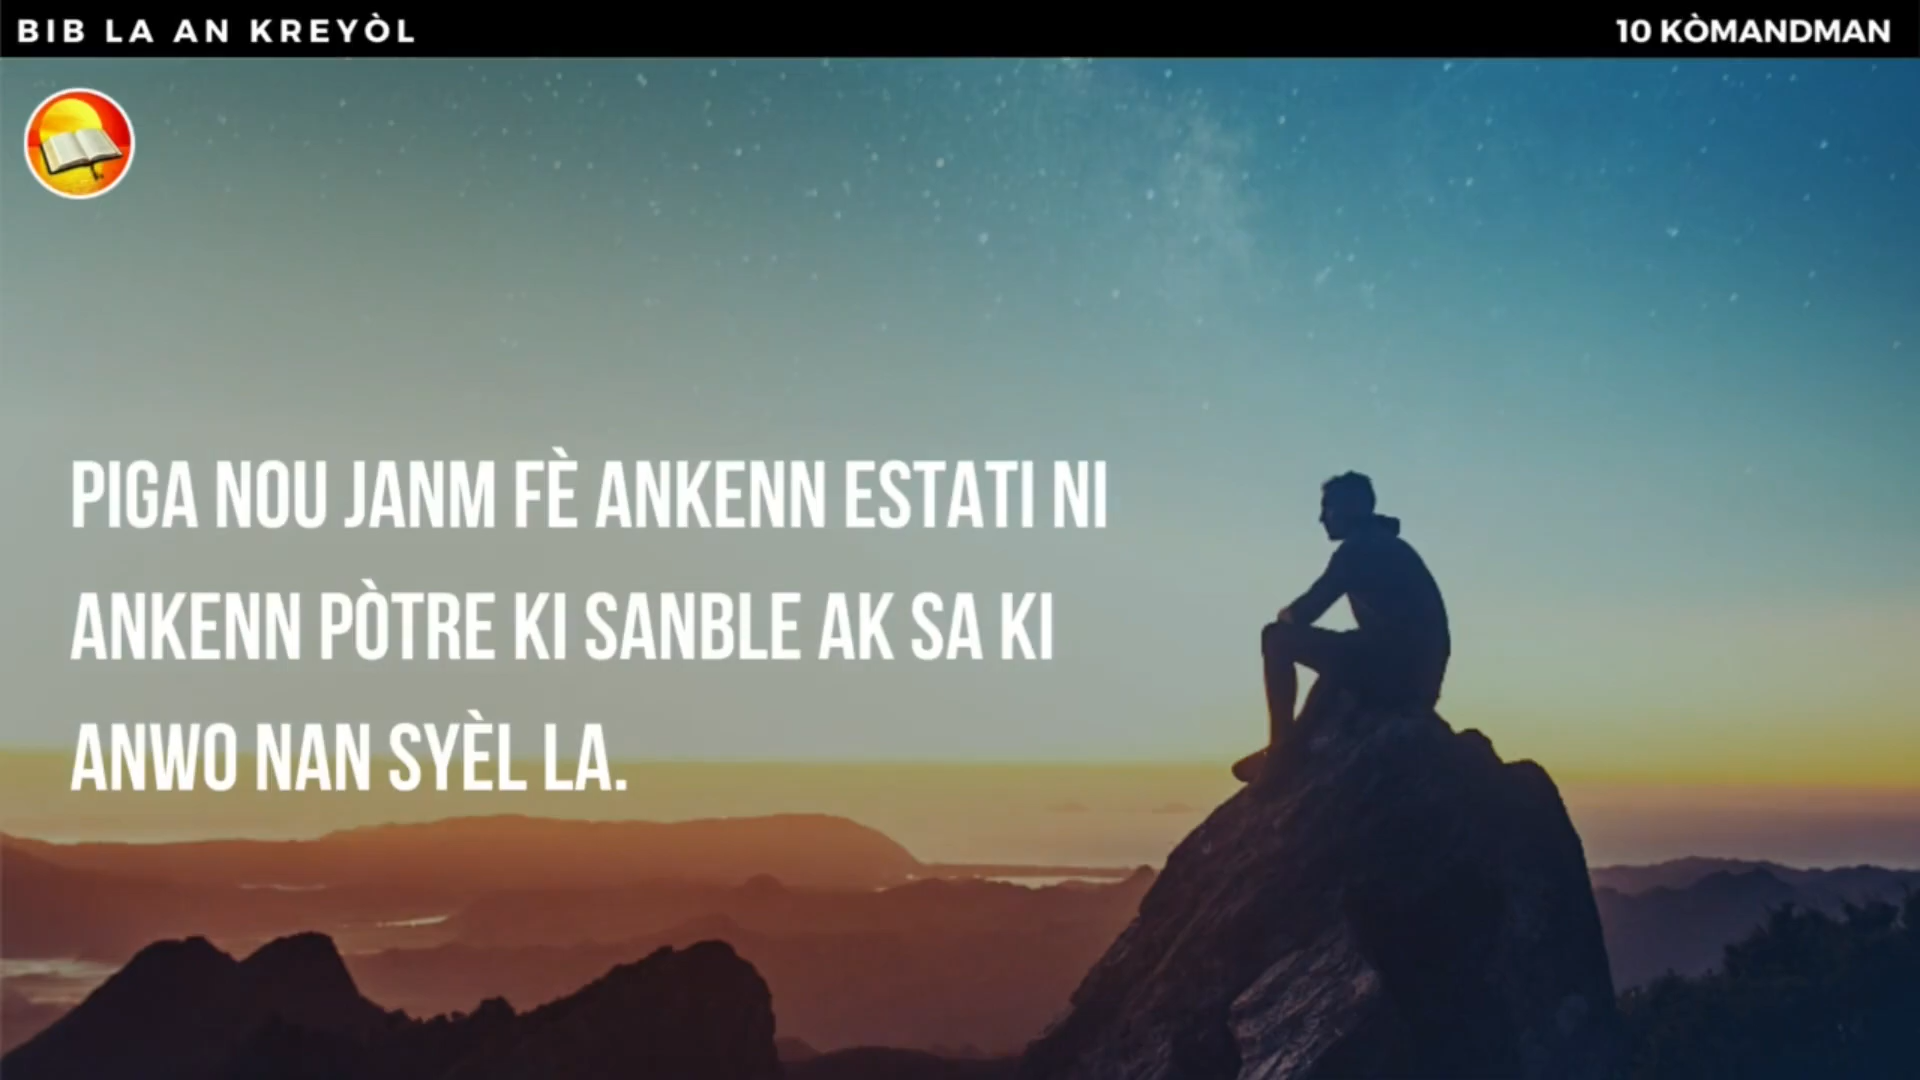 BIB LA AN KREYÒL
10 KÒMANDMAN
PIGA NOU JANM FÈ ANKENN ESTATI NI
ANKENN PÒTRE KI SANBLE AK SA KI
ANWO NAN SYÈL LA.